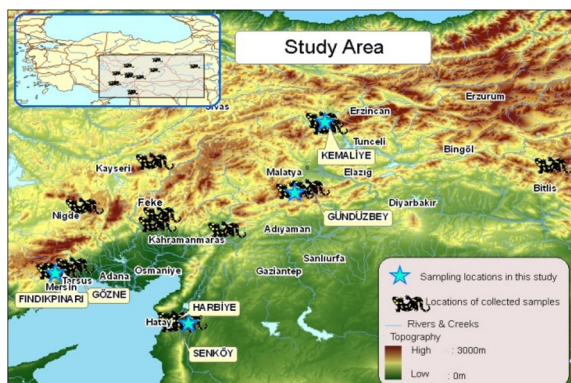 Study Area
Sivas
Erzincan
Erzurum
Tunceli
KEMALİYE
Bingöl
Kayseri
Malatya
Elazığ
Bitlis
Niğde
Feke
GÜNDÜZBEY
Diyarbakır
Kahramanmaras
Adıyaman
Sanlıurfa
Gaziantep
Osmaniye
Adana
Tarsus
Mersin
FINDIKPINARI
GÖZNE
HARBİYE
Hatay
SENKÖY
Sampling locations in this study
Locations of collected samples
Rivers & Creeks
Topography
High : 3000m
Low : 0m